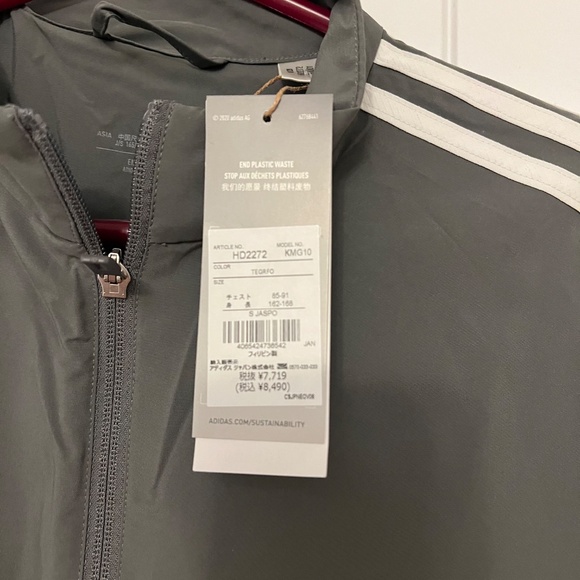 © 2020 adidas AG
END PLASTIC WASTE
STOP AUX DÉCHETS PLASTIQUES
我们的愿景 终结塑料废物
ARTICLE NO.
MODEL NO.
HD2272
KMG10
COLOR
TEGRFO
SIZE
チェスト 85-91
身 長 162-168
S JASPO
4065424736542
JAN
フィリピン製
輸入販売元
アディダス ジャパン株式会社
税抜 ¥7,719
(税込 ¥8,490)
ADIDAS.COM/SUSTAINABILITY
ASIA